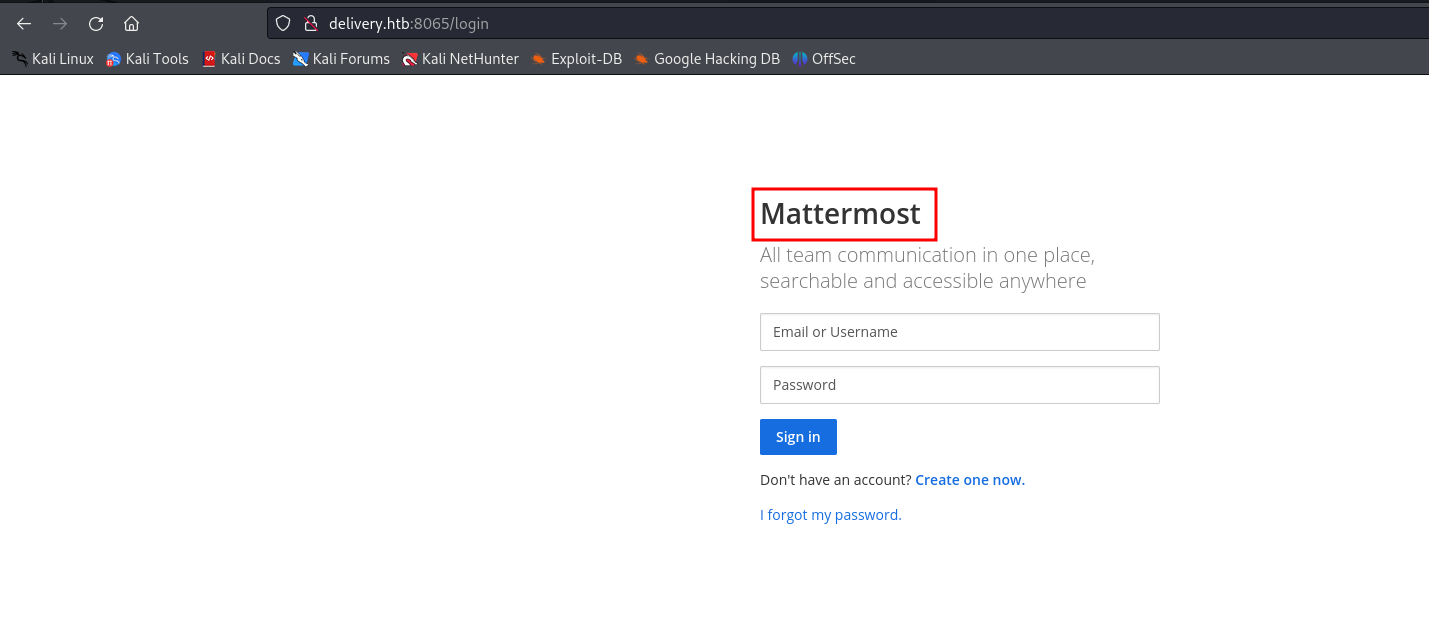 delivery.htb:8065/login
Kali Linux Kali Tools Kali Docs Kali Forums Kali NetHunter Exploit-DB Google Hacking DB OffSec
Mattermost
All team communication in one place,
searchable and accessible anywhere
Email or Username
Password
Sign in
Don't have an account? Create one now.
I forgot my password.